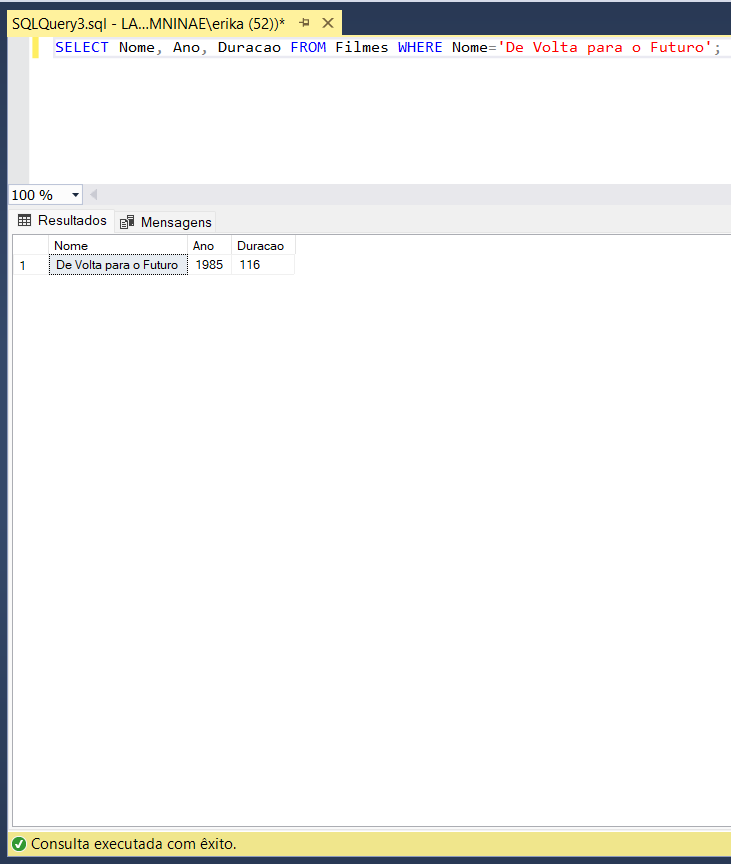 SQLQuery3.sql - LA...MNINAE\erika (52))*
SELECT Nome, Ano, Duracao FROM Filmes WHERE Nome='De Volta para o Futuro';
100 %
Resultados Mensagens
Nome Ano Duracao
1 De Volta para o Futuro 1985 116
Consulta executada com êxito.